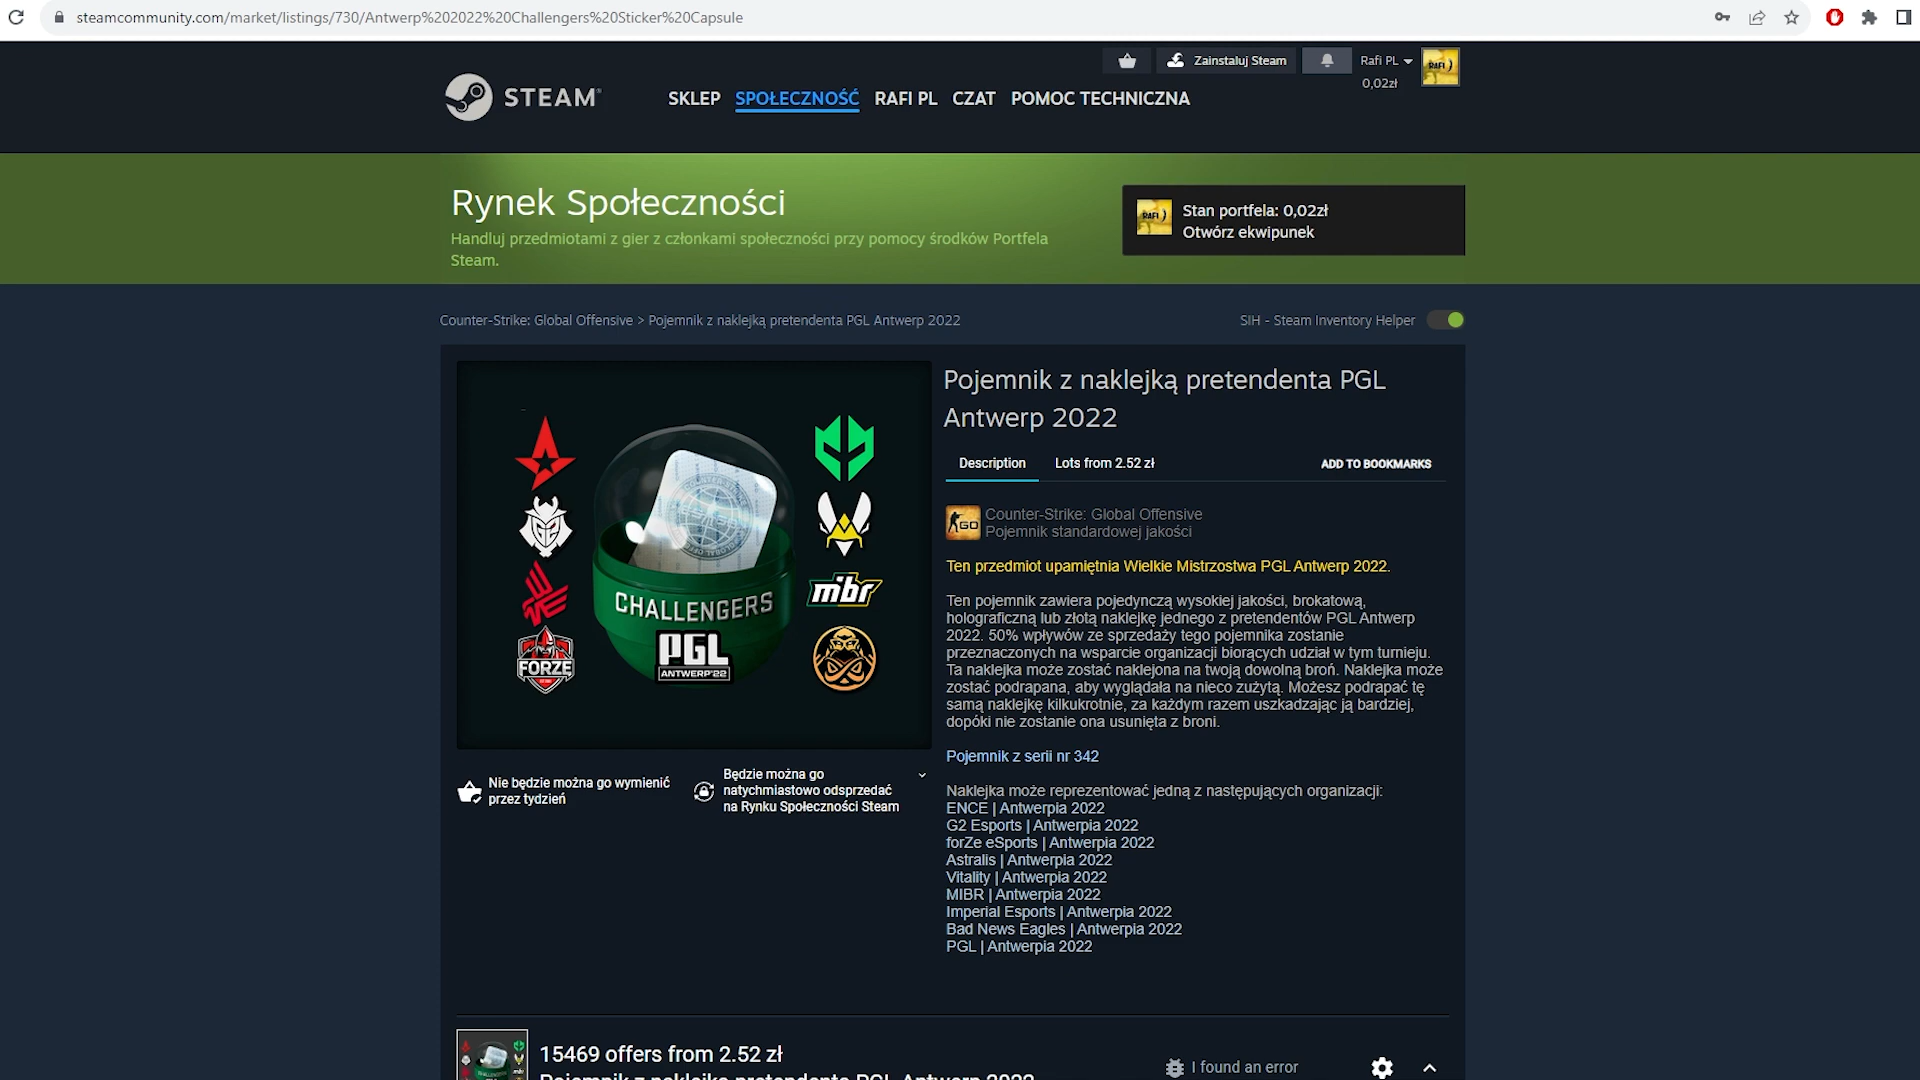 steamcommunity.com/market/listings/730/Antwerp%202022%20Challengers%20Sticker%20Capsule
Zainstaluj Steam
Rafi PL
0,02zł
STEAM
SKLEP SPOŁECZNOŚĆ RAFI PL CZAT POMOC TECHNICZNA
Rynek Społeczności
Handluj przedmiotami z gier z członkami społeczności przy pomocy środków Portfela
Steam.
RAFI
Stan portfela: 0,02zł
Otwórz ekwipunek
Counter-Strike: Global Offensive > Pojemnik z naklejką pretendenta PGL Antwerp 2022
SIH - Steam Inventory Helper
CHALLENGERS
PGL
ANTWERP'22
mbr
FORZE
Nie będzie można go wymienić
przez tydzień
Będzie można go
natychmiastowo odsprzedać
na Rynku Społeczności Steam
Pojemnik z naklejką pretendenta PGL
Antwerp 2022
Description Lots from 2.52 zł ADD TO BOOKMARKS
GO
Counter-Strike: Global Offensive
Pojemnik standardowej jakości
Ten przedmiot upamiętnia Wielkie Mistrzostwa PGL Antwerp 2022.
Ten pojemnik zawiera pojedynczą wysokiej jakości, brokatową,
holograficzną lub złotą naklejkę jednego z pretendentów PGL Antwerp
2022. 50% wpływów ze sprzedaży tego pojemnika zostanie
przeznaczonych na wsparcie organizacji biorących udział w tym turnieju.
Ta naklejka może zostać naklejona na twoją dowolną broń. Naklejka może
zostać podrapana, aby wyglądała na nieco zużytą. Możesz podrapać tę
samą naklejkę kilkukrotnie, za każdym razem uszkadzając ją bardziej,
dopóki nie zostanie ona usunięta z broni.
Pojemnik z serii nr 342
Naklejka może reprezentować jedną z następujących organizacji:
ENCE | Antwerpia 2022
G2 Esports | Antwerpia 2022
forZe eSports | Antwerpia 2022
Astralis | Antwerpia 2022
Vitality | Antwerpia 2022
MIBR | Antwerpia 2022
Imperial Esports | Antwerpia 2022
Bad News Eagles | Antwerpia 2022
PGL | Antwerpia 2022
15469 offers from 2.52 zł
I found an error
Pojemnik z naklejką pretendenta PGL Antwerp 2022